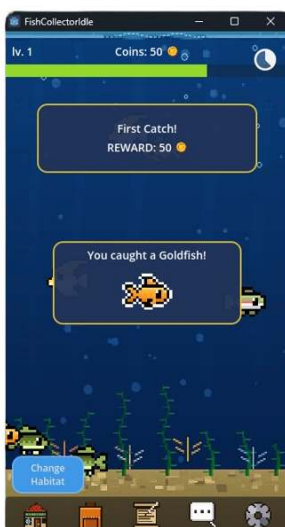 FishCollectorIdle
lv. 1
Coins: 50
First Catch!
REWARD: 50
You caught a Goldfish!
Change
Habitat